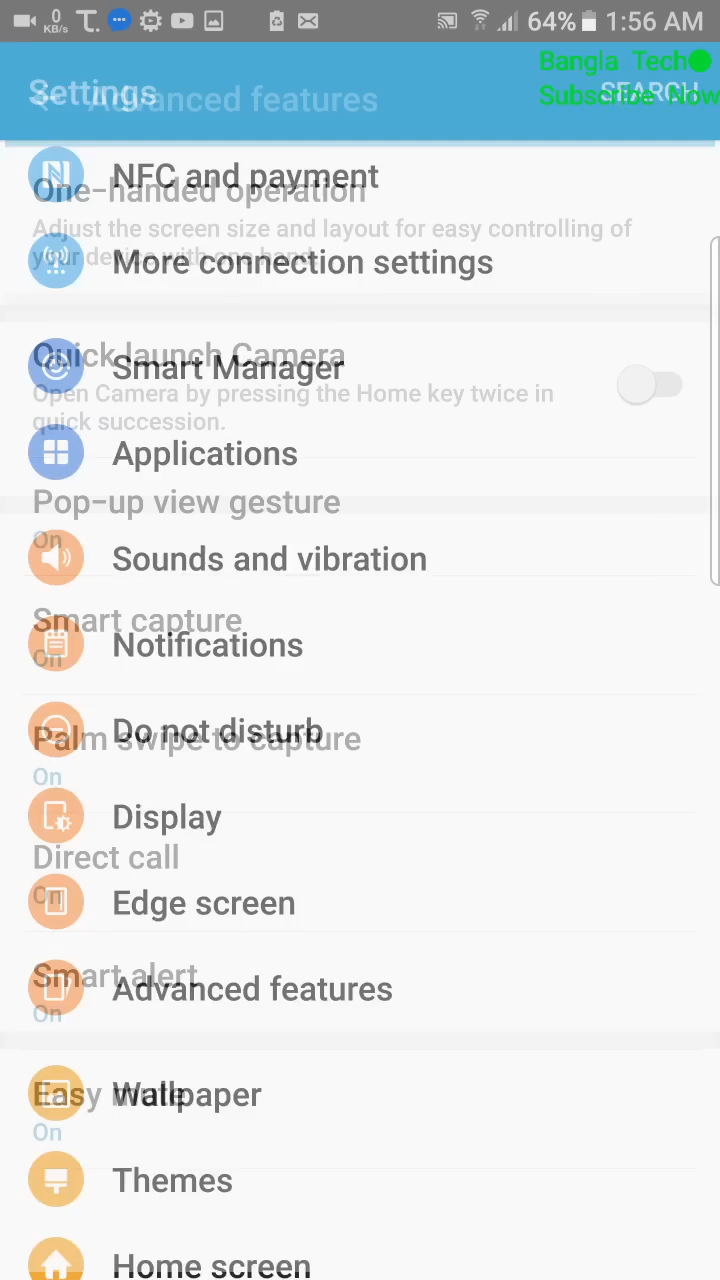 0
KB/s
64%
1:56 AM
Bangla Tech
Subscribe Now
Settings
Advanced features
SEARCH
NFC and payment
One-handed operation
Adjust the screen size and layout for easy controlling of
your device with one hand.
More connection settings
Quick launch Camera
Smart Manager
Open Camera by pressing the Home key twice in
quick succession.
Applications
Pop-up view gesture
On
Sounds and vibration
Smart capture
On
Notifications
Do not disturb
Palm swipe to capture
On
Display
Direct call
On
Edge screen
Smart alert
On
Advanced features
Easy mute
Wallpaper
On
Themes
Home screen